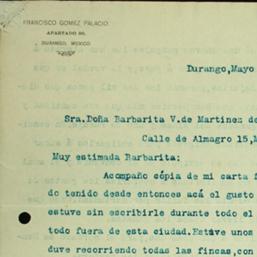 FRANCISCO GOMEZ PALACIO.
APARTADO 90.
DURANGO, MEXICO
Durango, Mayo
Sra. Doña Barbarita V. de Martinez de
Calle de Almagro 15, M
Muy estimada Barbarita:
Acompaño cópia de mi carta f
do tenido desde entonces acá el gusto
estuve sin escribirle durante todo el
todo fuera de esta ciudad. Estive unos
duve recorriendo todas las fincas, con